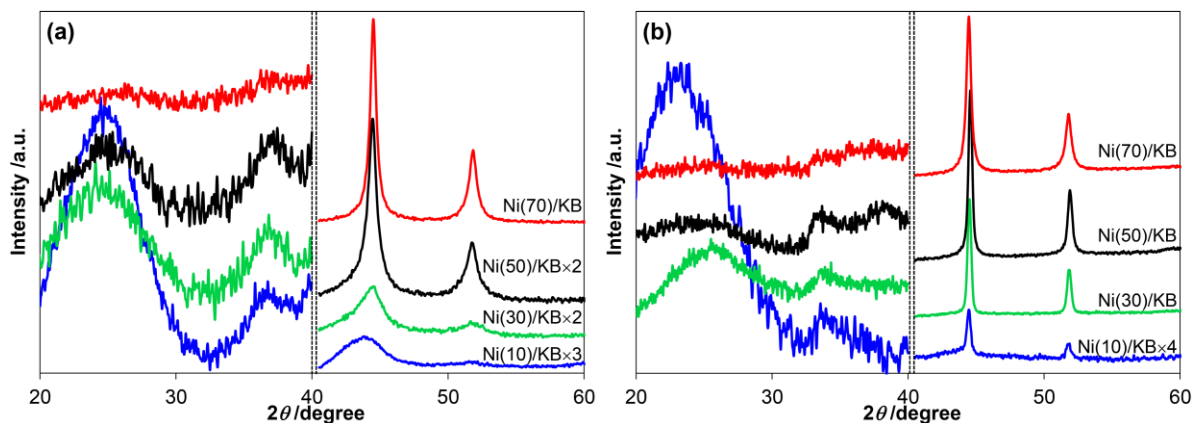 (a)
Intensity /a.u.
Ni(70)/KB
Ni(50)/KB×2
Ni(30)/KB×2
Ni(10)/KB×3
20 30 40 50 60
2θ /degree
(b)
Intensity /a.u.
Ni(70)/KB
Ni(50)/KB
Ni(30)/KB
Ni(10)/KB×4
20 30 40 50 60
2θ /degree